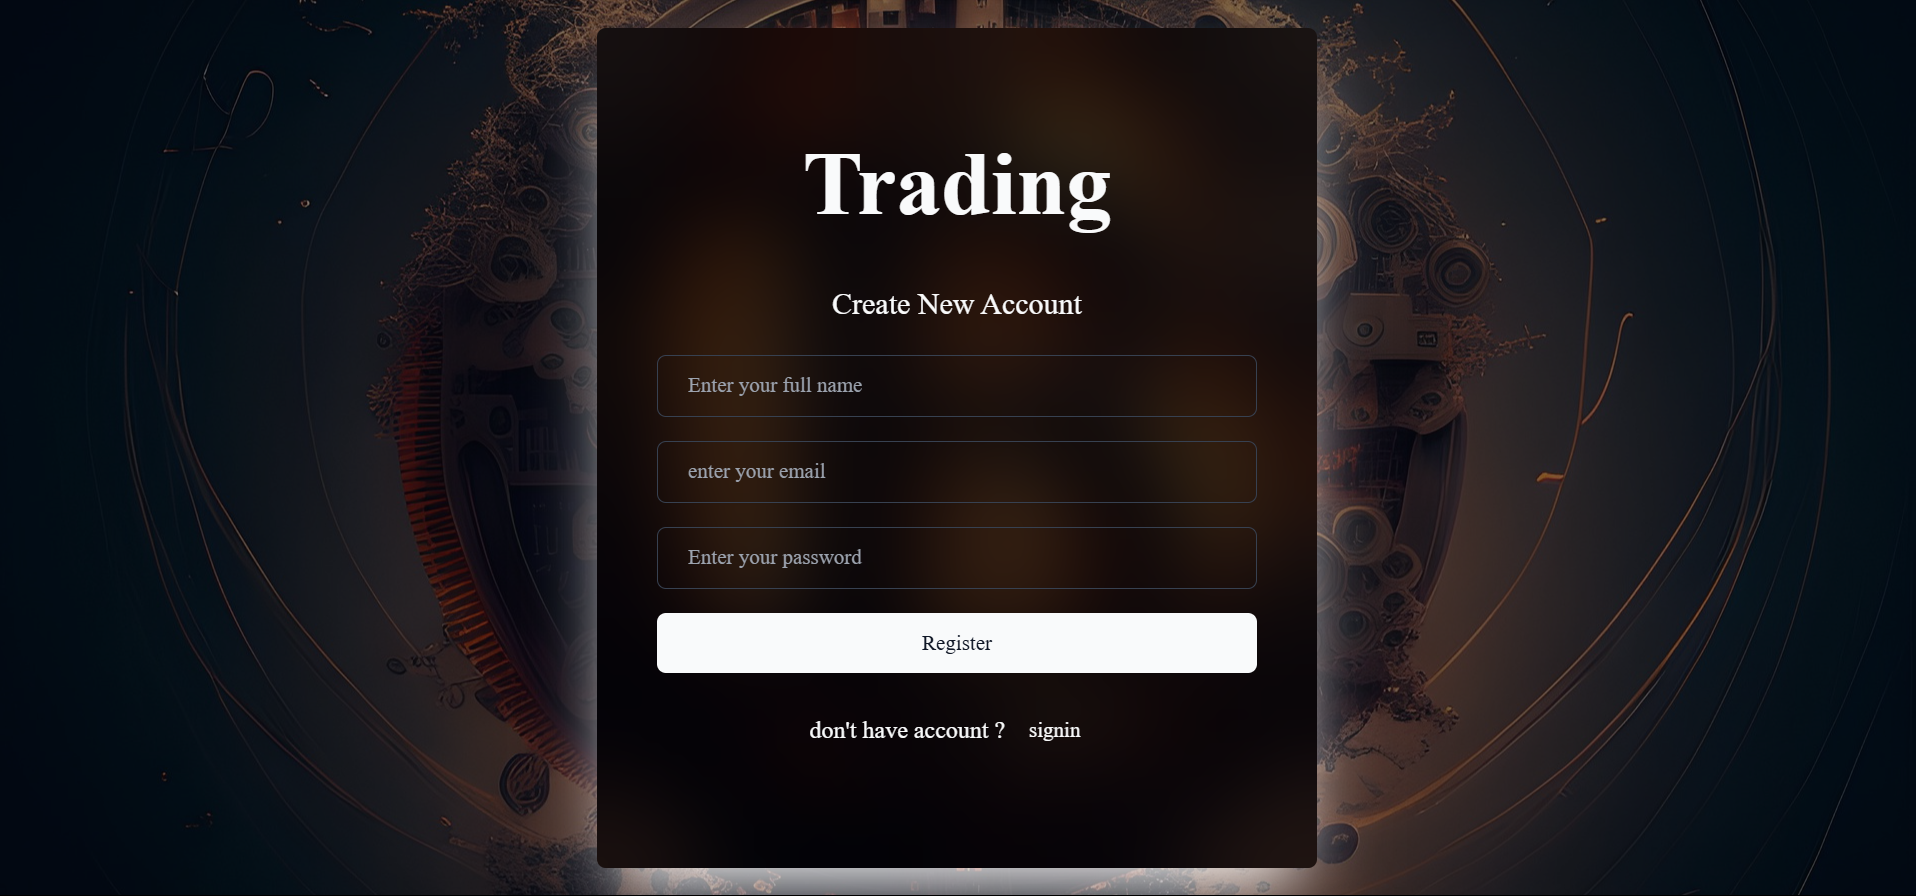 Trading
Create New Account
Enter your full name
enter your email
Enter your password
Register
don't have account ? signin